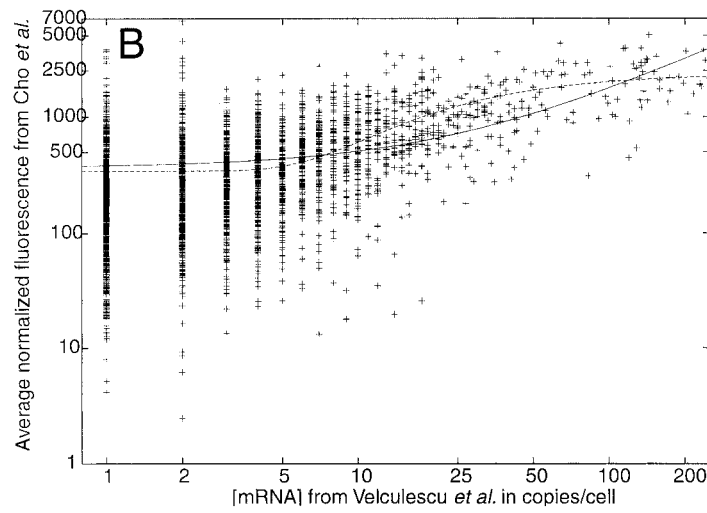 B
Average normalized fluorescence from Cho et al.
7000
5000
2500
1000
500
100
10
1
1 2 5 10 25 50 100 200
[mRNA] from Velculescu et al. in copies/cell